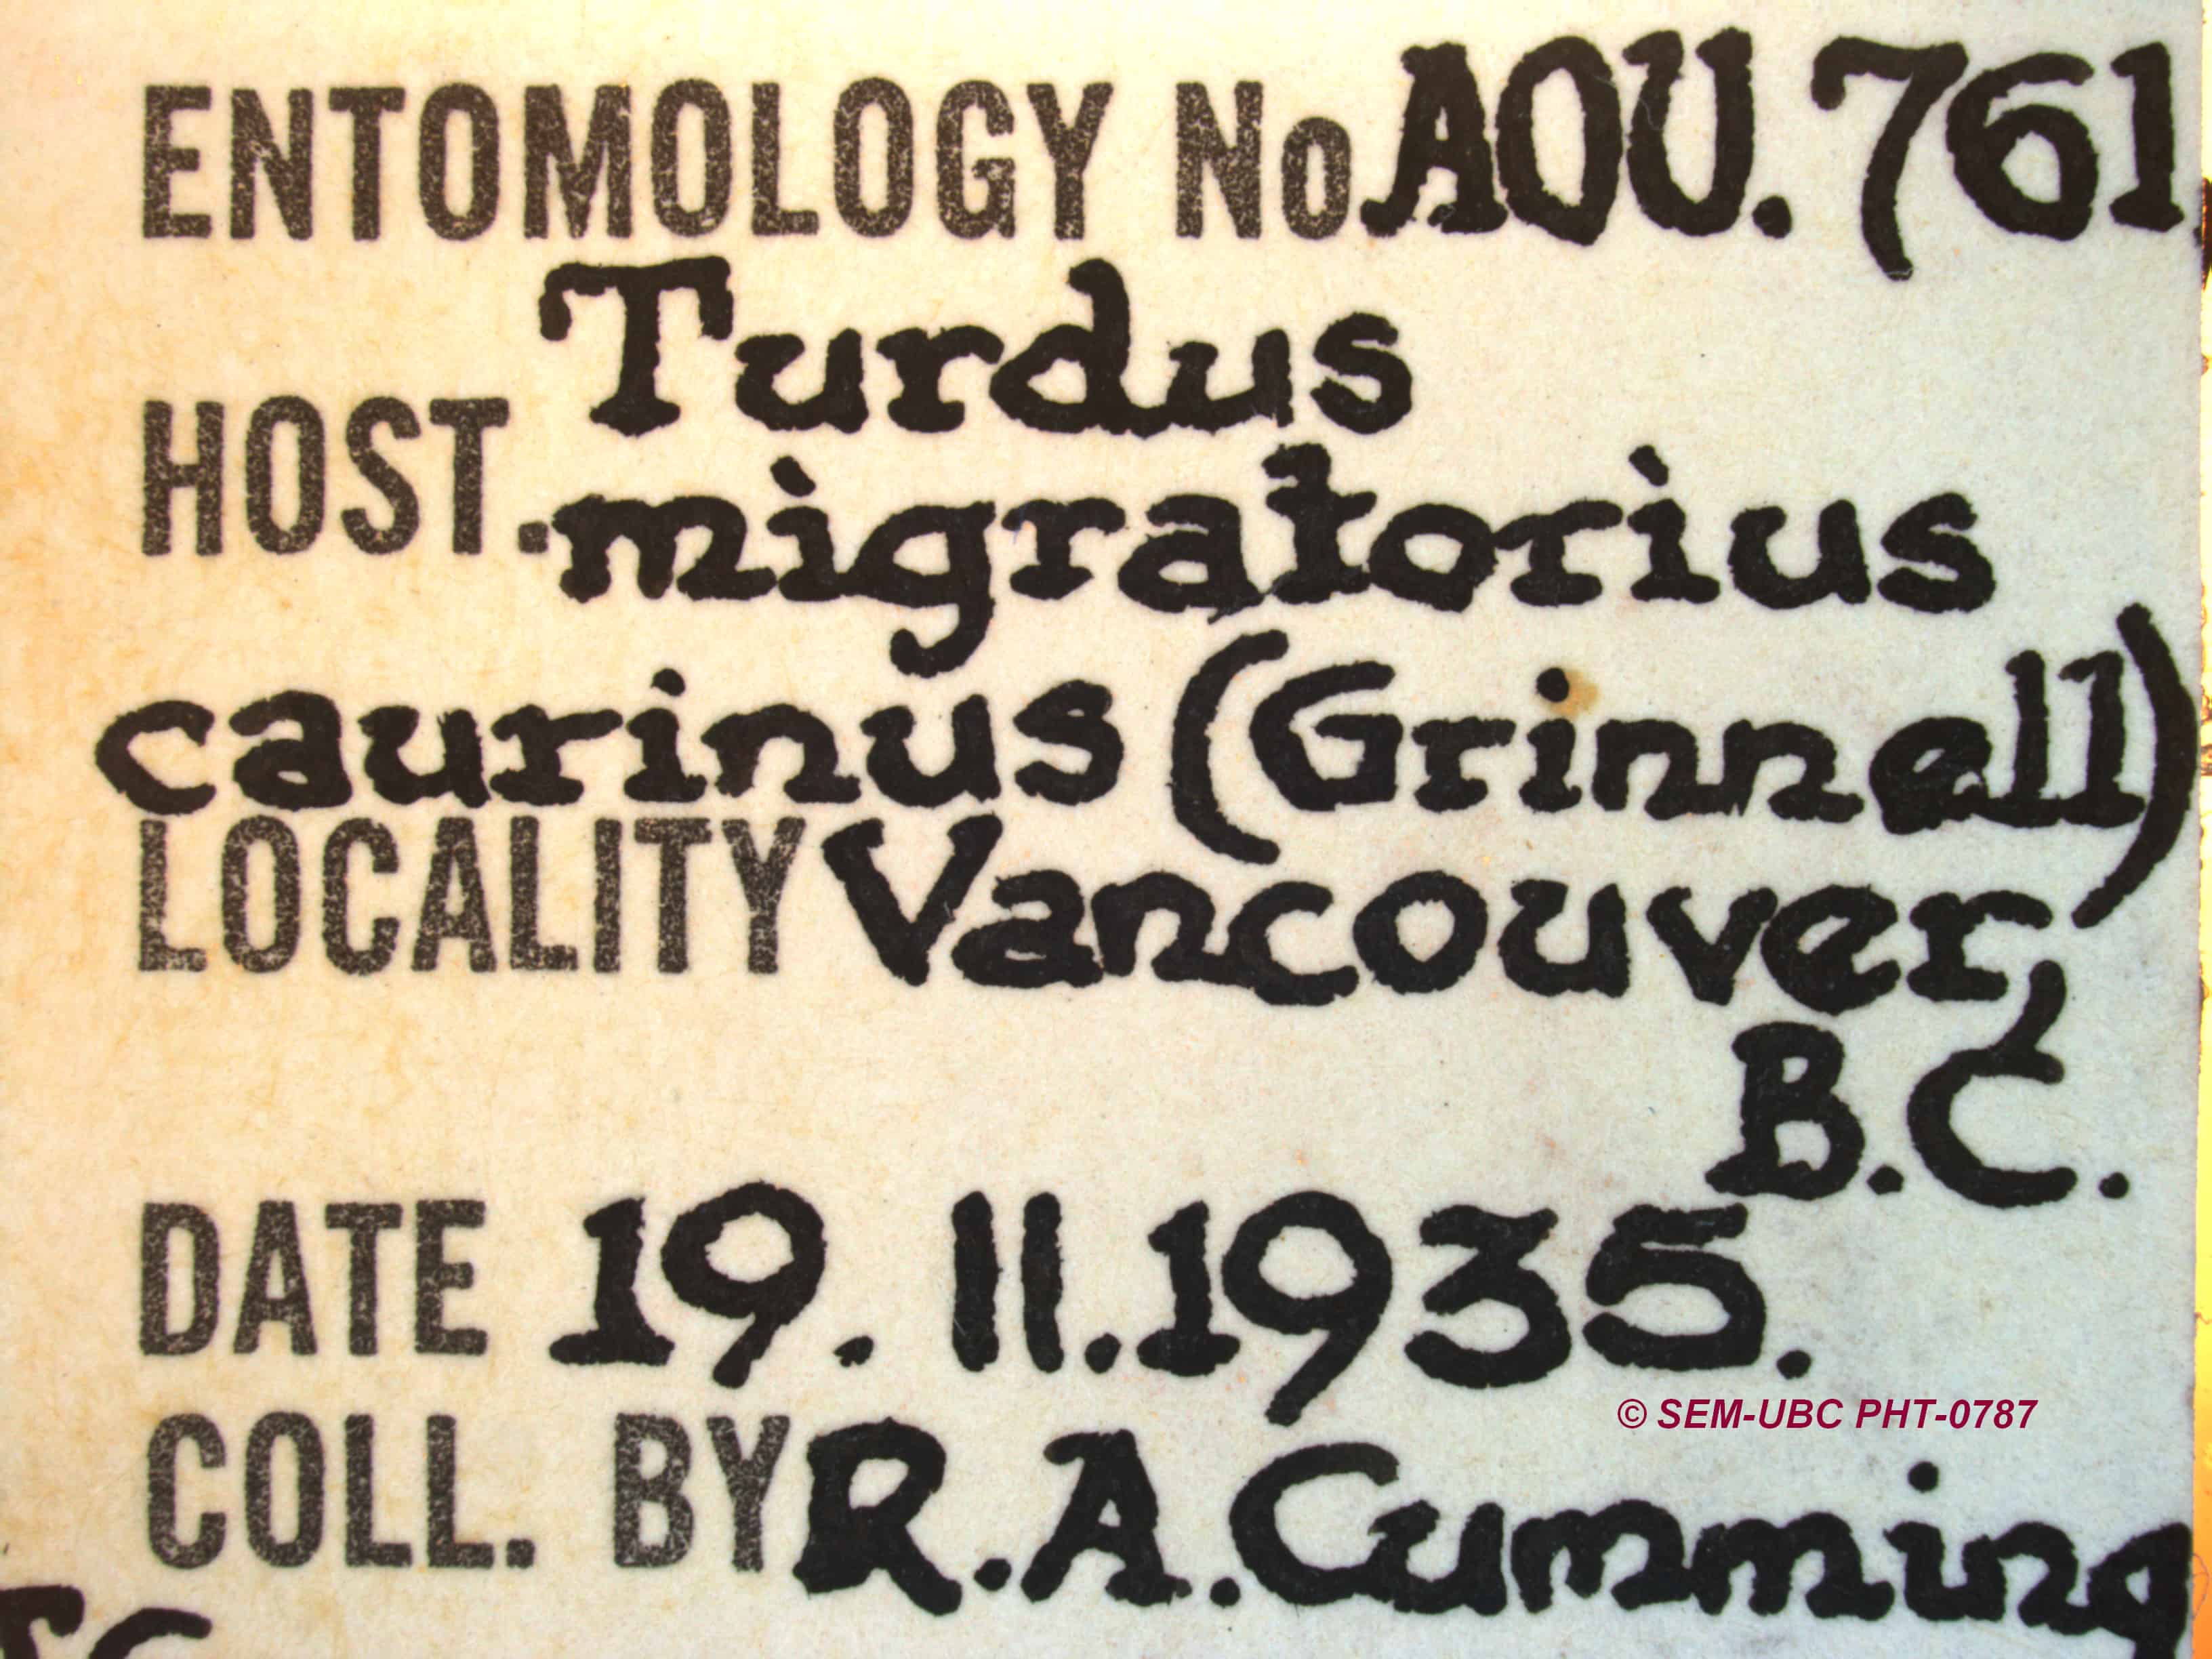 ENTOMOLOGY No AOU. 761.
Turdus
HOST. migratorius
caurinus (Grinnell)
LOCALITY Vancouver,
B.C.
DATE 19. 11. 1935.
© SEM-UBC PHT-0787
COLL. BY R.A. Cumming